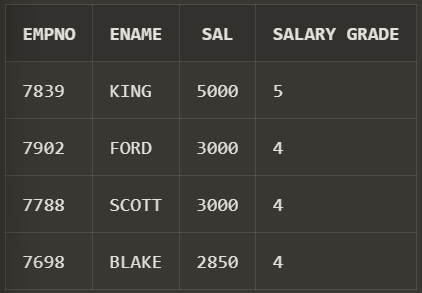 EMPNO ENAME SAL SALARY GRADE
7839 KING 5000 5
7902 FORD 3000 4
7788 SCOTT 3000 4
7698 BLAKE 2850 4